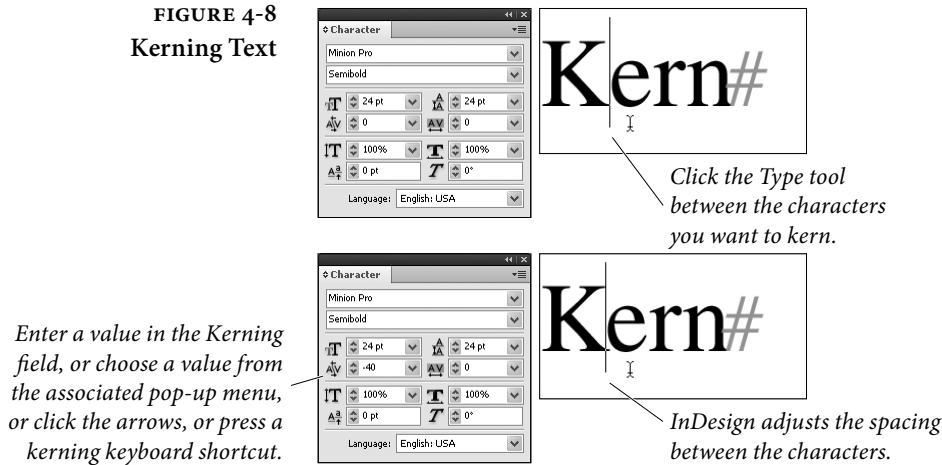 FIGURE 4-8
Kerning Text
Character
Minion Pro
Semibold
24 pt 24 pt
0 0
100% 100%
0 pt 0°
Language: English: USA
Kern#
Click the Type tool
between the characters
you want to kern.
Enter a value in the Kerning
field, or choose a value from
the associated pop-up menu,
or click the arrows, or press a
kerning keyboard shortcut.
Character
Minion Pro
Semibold
24 pt 24 pt
-40 0
100% 100%
0 pt 0°
Language: English: USA
Kern#
InDesign adjusts the spacing
between the characters.